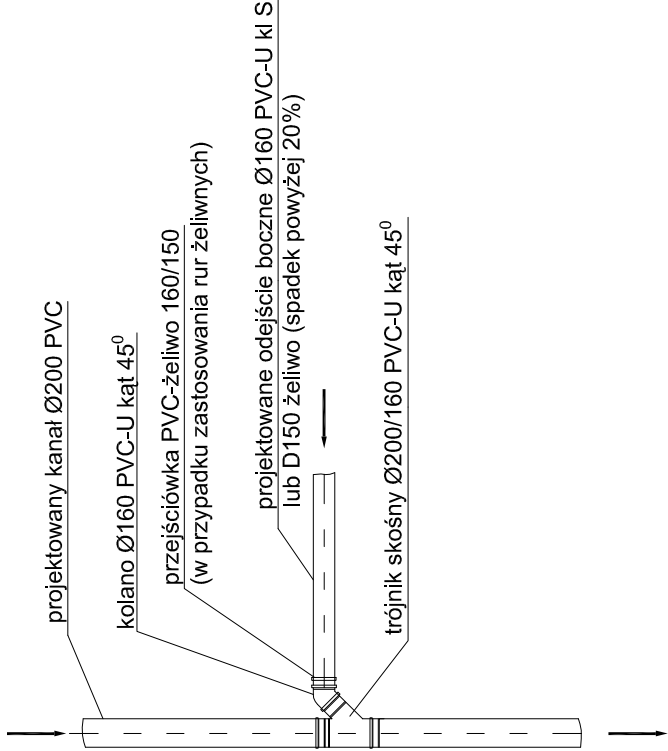 projektowany kanał Ø200 PVC
kolano Ø160 PVC-U kąt 45⁰
przejściówka PVC-żeliwo 160/150
(w przypadku zastosowania rur żeliwnych)
projektowane odejście boczne Ø160 PVC-U kl S
lub D150 żeliwo (spadek powyżej 20%)
trójnik skośny Ø200/160 PVC-U kąt 45⁰